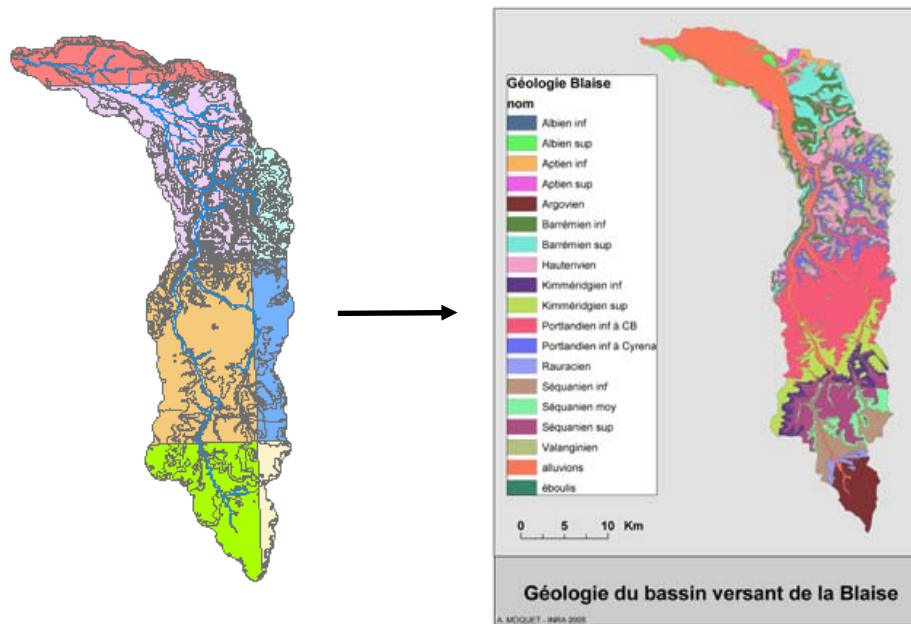 Géologie Blaise
nom
Albien inf
Albien sup
Aptien inf
Aptien sup
Argovien
Barrémien inf
Barrémien sup
Hauterivien
Kimméridgien inf
Kimméridgien sup
Portlandien inf à CB
Portlandien inf à Cyrena
Rauracien
Séquanien inf
Séquanien moy
Séquanien sup
Valanginien
alluvions
éboulis
0 5 10 Km
Géologie du bassin versant de la Blaise
A. MOQUET - INRA 2005